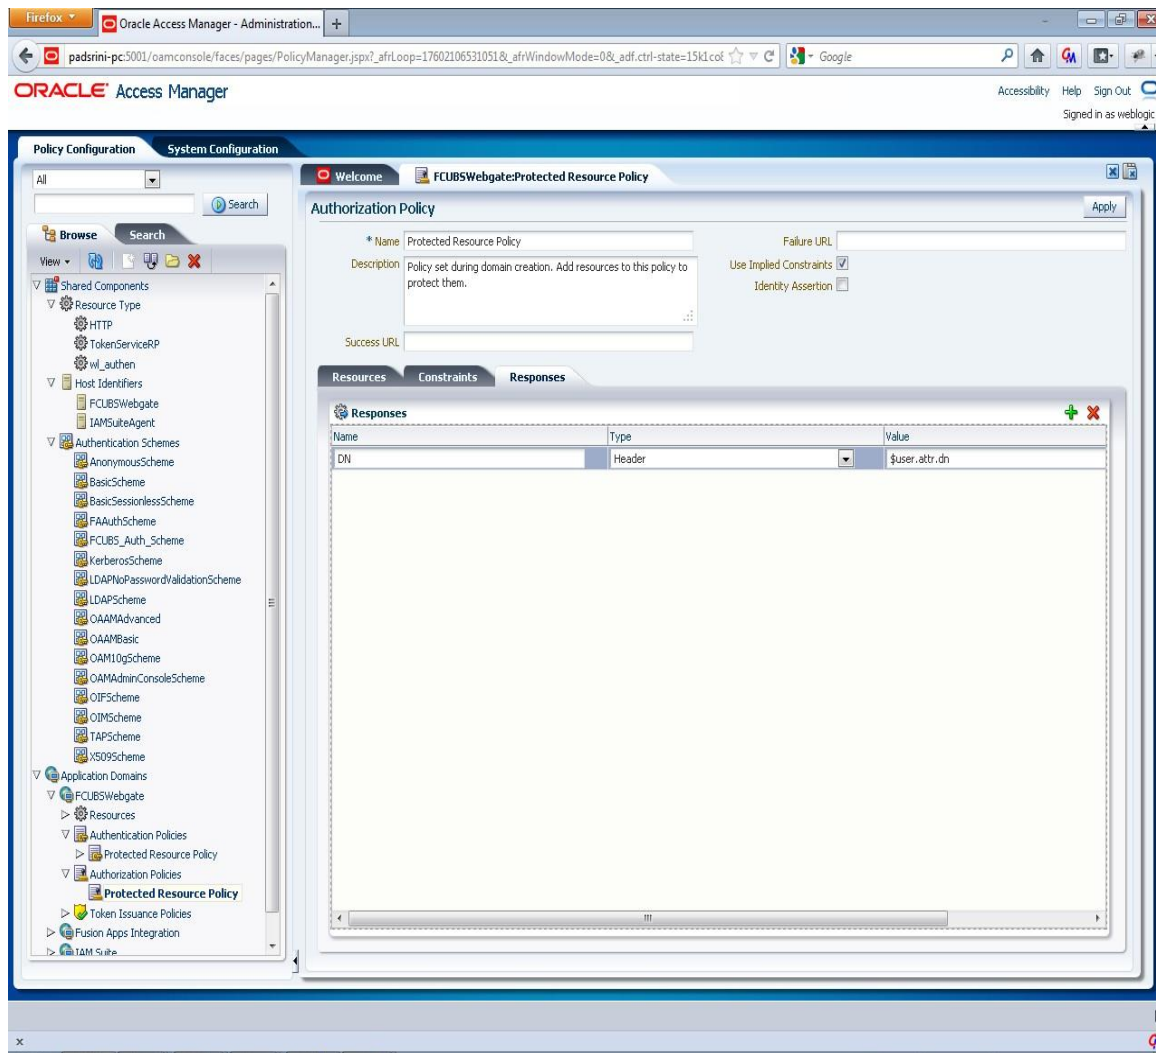 Firefox
Oracle Access Manager - Administration...
padsrini-pc:5001/oamconsole/faces/pages/PolicyManager.jspx?_afrLoop=17602106531051&_afrWindowMode=0&_adf.ctrl-state=15k1co
Google
ORACLE Access Manager
Accessibility Help Sign Out
Signed in as weblogic
Policy Configuration System Configuration
All
Search
Browse Search
View
Shared Components
Resource Type
HTTP
TokenServiceRP
wl_authen
Host Identifiers
FCUBSWebgate
IAMSuiteAgent
Authentication Schemes
AnonymousScheme
BasicScheme
BasicSessionlessScheme
FAAuthScheme
FCUBS_Auth_Scheme
KerberosScheme
LDAPNoPasswordValidationScheme
LDAPScheme
OAAMAdvanced
OAAMBasic
OAM10gScheme
OAMAdminConsoleScheme
OIFScheme
OIMScheme
TAPScheme
X509Scheme
Application Domains
FCUBSWebgate
Resources
Authentication Policies
Protected Resource Policy
Authorization Policies
Protected Resource Policy
Token Issuance Policies
Fusion Apps Integration
IAM Suite
Welcome FCUBSWebgate:Protected Resource Policy
Authorization Policy Apply
* Name Protected Resource Policy
Description Policy set during domain creation. Add resources to this policy to
protect them.
Success URL
Failure URL
Use Implied Constraints
Identity Assertion
Resources Constraints Responses
Responses
Name Type Value
DN Header $user.attr.dn
x